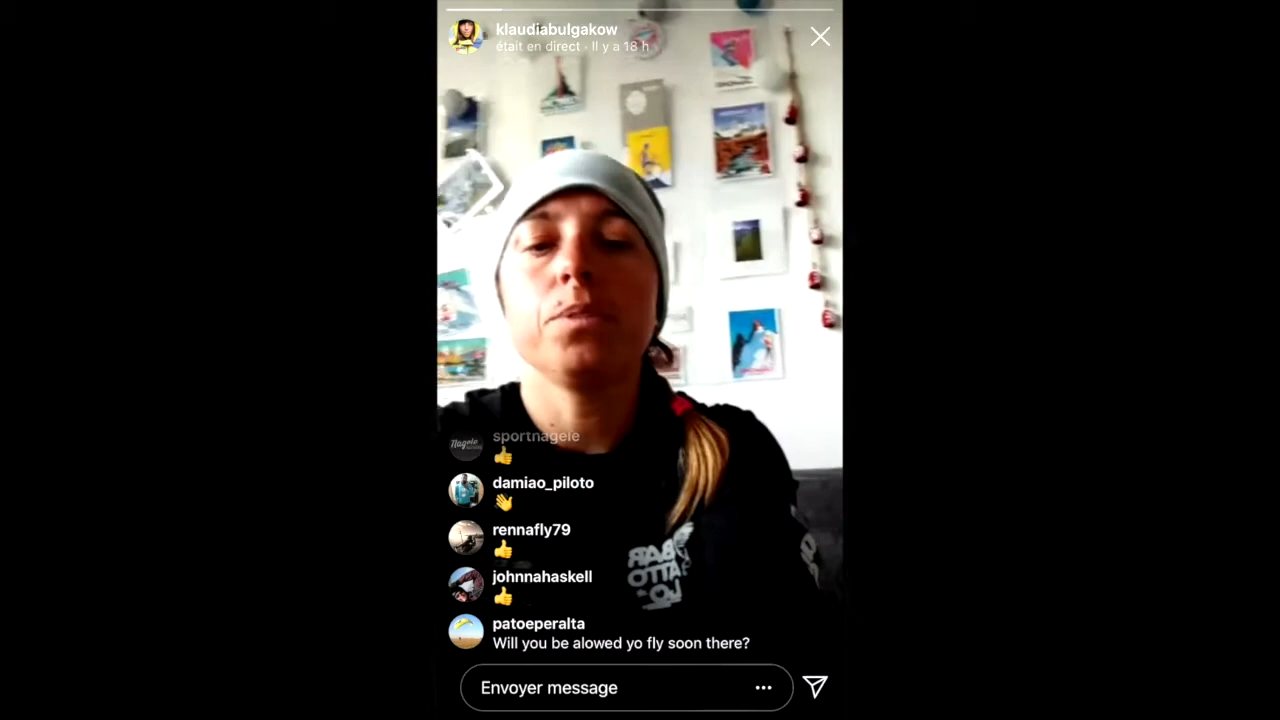 klaudiabulgakow
était en direct · Il y a 18 h
sportnagele
damiao_piloto
rennafly79
johnnahaskell
patoeperalta
Will you be alowed yo fly soon there?
Envoyer message